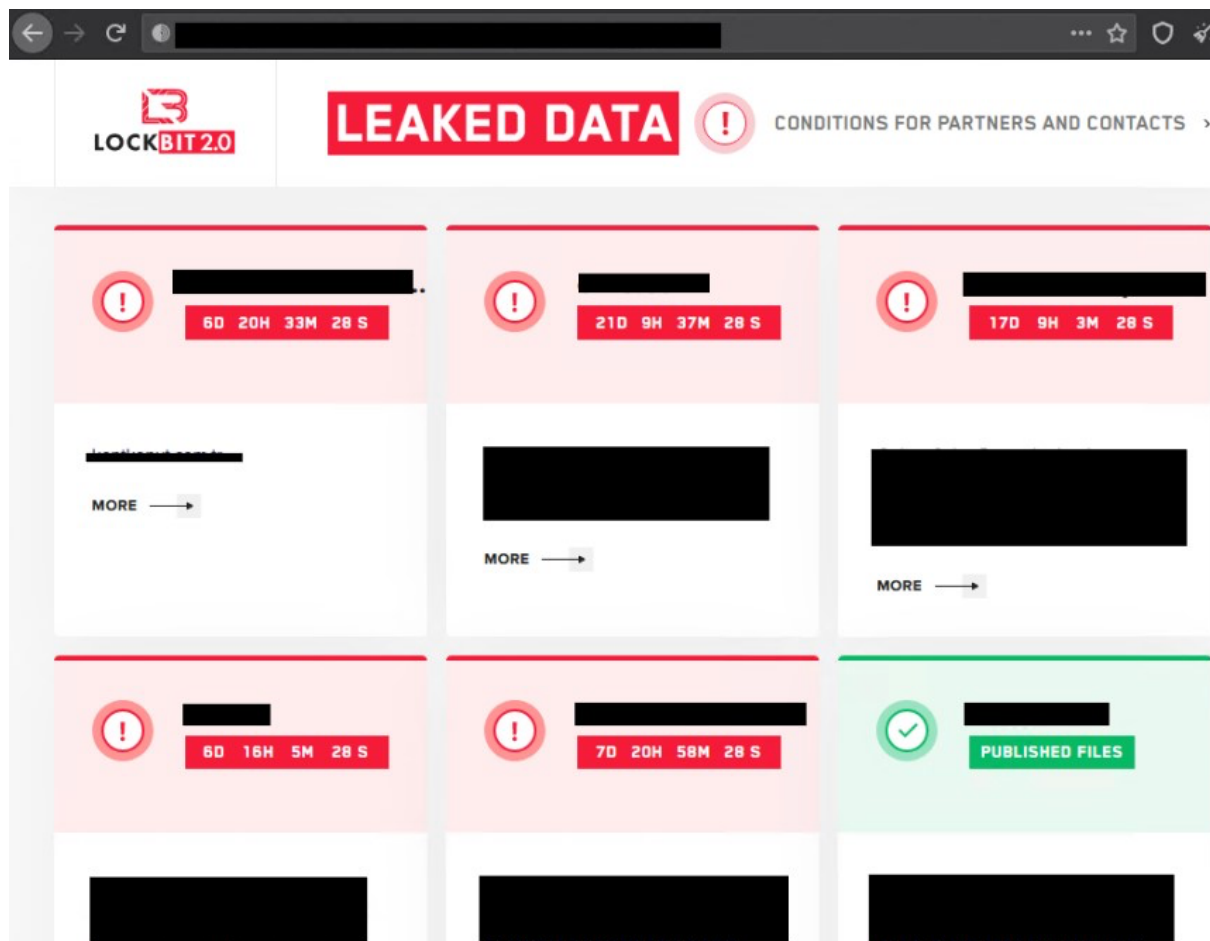 LOCKBIT 2.0
LEAKED DATA
CONDITIONS FOR PARTNERS AND CONTACTS
6D 20H 33M 28 S
21D 9H 37M 28 S
17D 9H 3M 28 S
MORE
MORE
MORE
6D 16H 5M 28 S
7D 20H 58M 28 S
PUBLISHED FILES